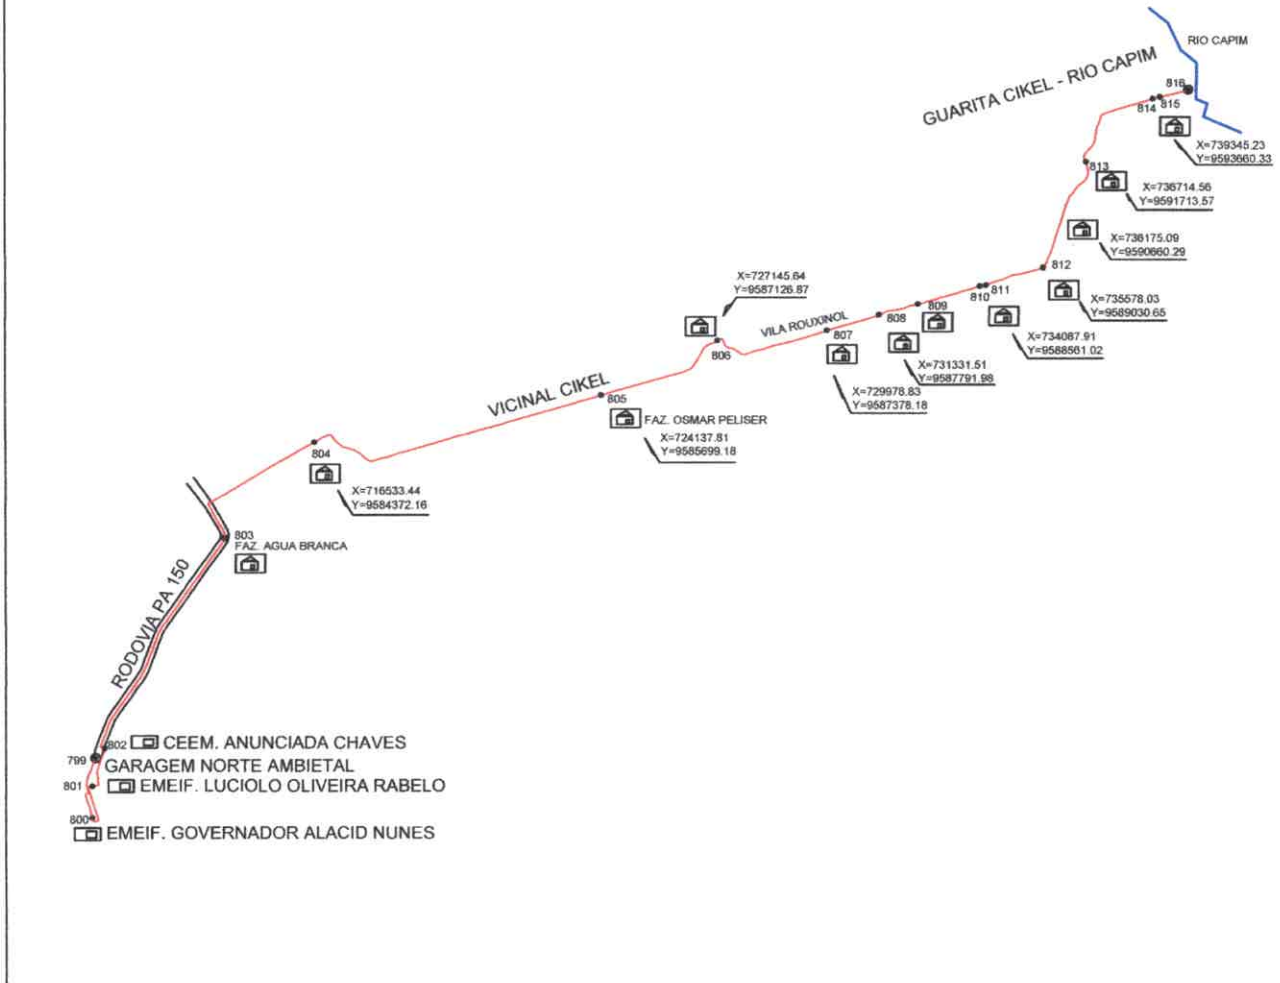 RIO CAPIM
GUARITA CIKEL - RIO CAPIM
816
814
815
X=739345.23
Y=9593660.33
813
X=736714.56
Y=9591713.57
X=736175.09
Y=9590660.29
812
X=735578.03
Y=9589030.65
810
811
X=734087.91
Y=9588561.02
809
808
X=731331.51
Y=9587791.98
VILA ROUXINOL
807
X=729978.83
Y=9587378.18
X=727145.64
Y=9587126.87
806
VICINAL CIKEL
805
FAZ. OSMAR PELISER
X=724137.81
Y=9585699.18
804
X=716533.44
Y=9584372.16
803
FAZ. AGUA BRANCA
RODOVIA PA 150
802
CEEM. ANUNCIADA CHAVES
799
GARAGEM NORTE AMBIETAL
801
EMEIF. LUCIOLO OLIVEIRA RABELO
800
EMEIF. GOVERNADOR ALACID NUNES